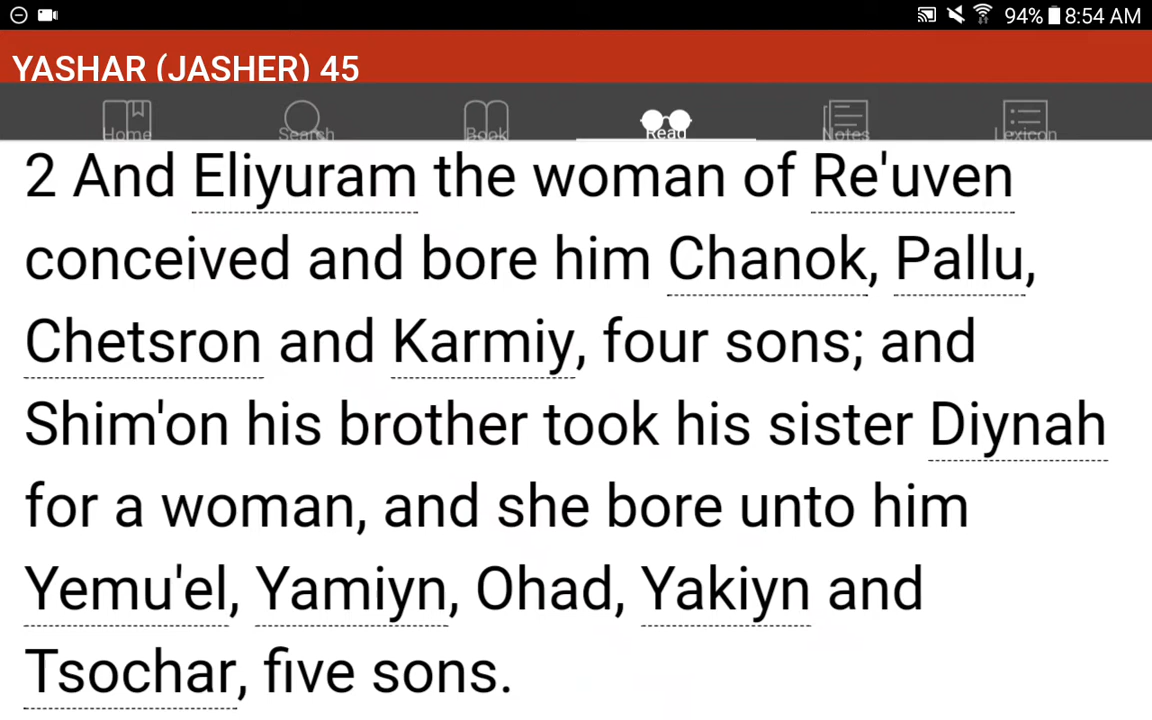 94% 8:54 AM
YASHAR (JASHER) 45
Home Search Book Read Notes Lexicon
2 And Eliyuram the woman of Re'uven
conceived and bore him Chanok, Pallu,
Chetsron and Karmiy, four sons; and
Shim'on his brother took his sister Diynah
for a woman, and she bore unto him
Yemu'el, Yamiyn, Ohad, Yakiyn and
Tsochar, five sons.